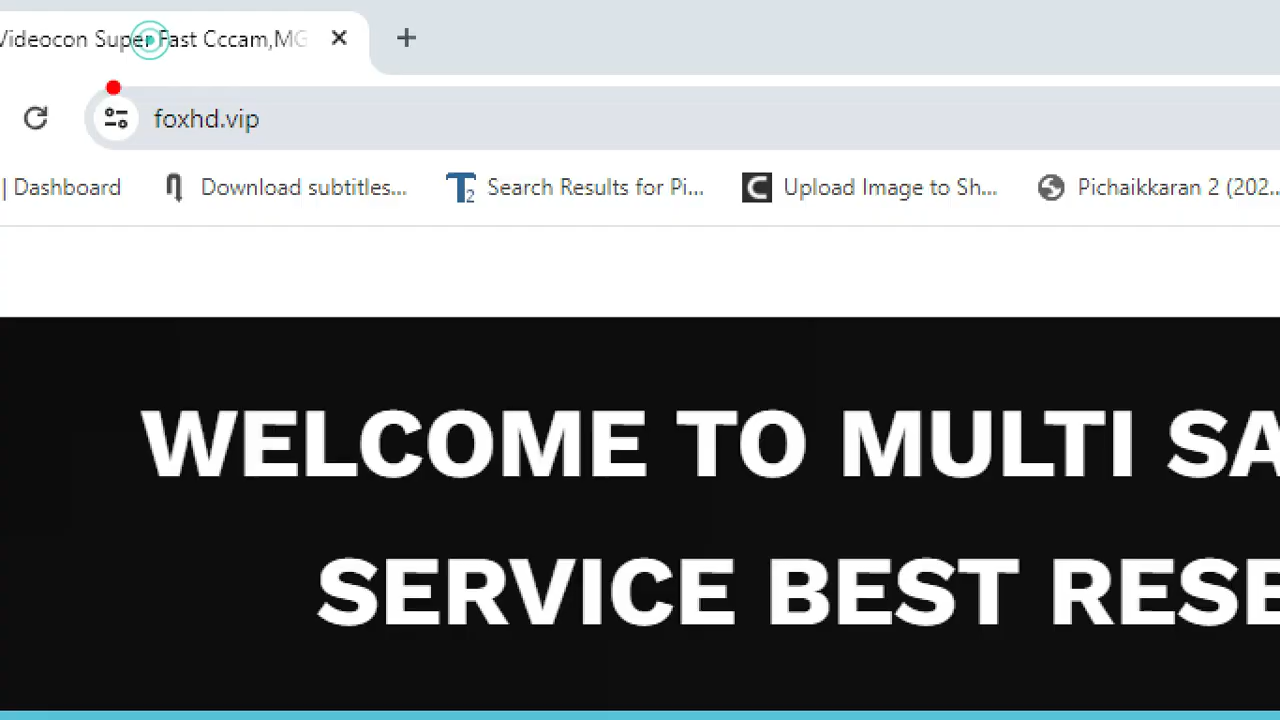 Videocon Super Fast Cccam,MG
foxhd.vip
| Dashboard Download subtitles... Search Results for Pi... Upload Image to Sh... Pichaikkaran 2 (202...
WELCOME TO MULTI SA
SERVICE BEST RESE